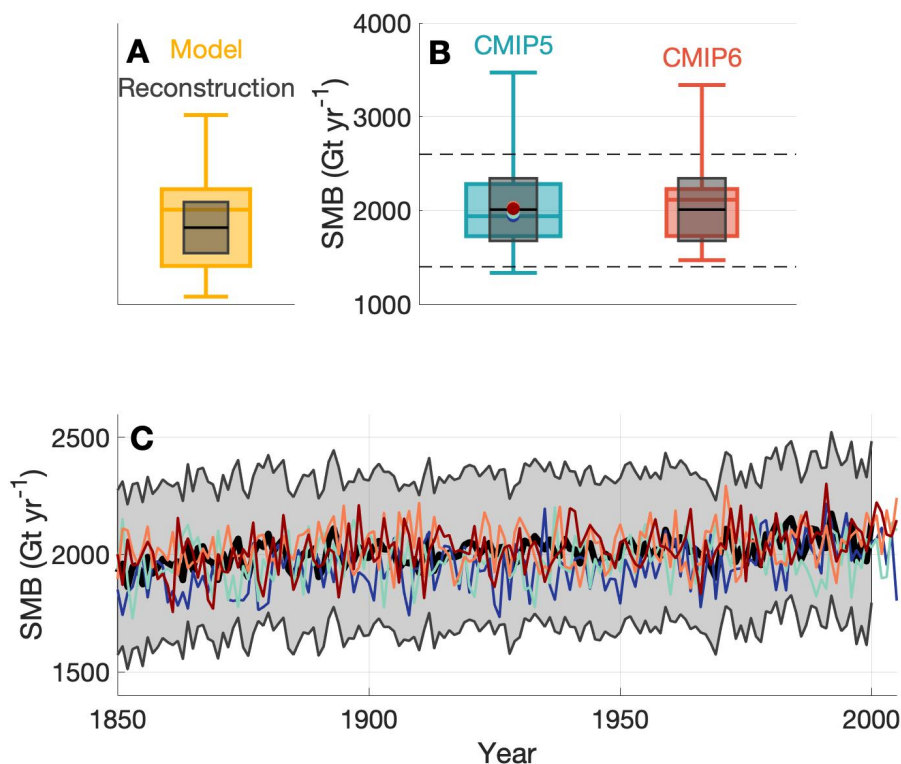 A
Model
Reconstruction
B
CMIP5
CMIP6
SMB (Gt yr⁻¹)
4000
3000
2000
1000
C
SMB (Gt yr⁻¹)
2500
2000
1500
1850
1900
1950
2000
Year